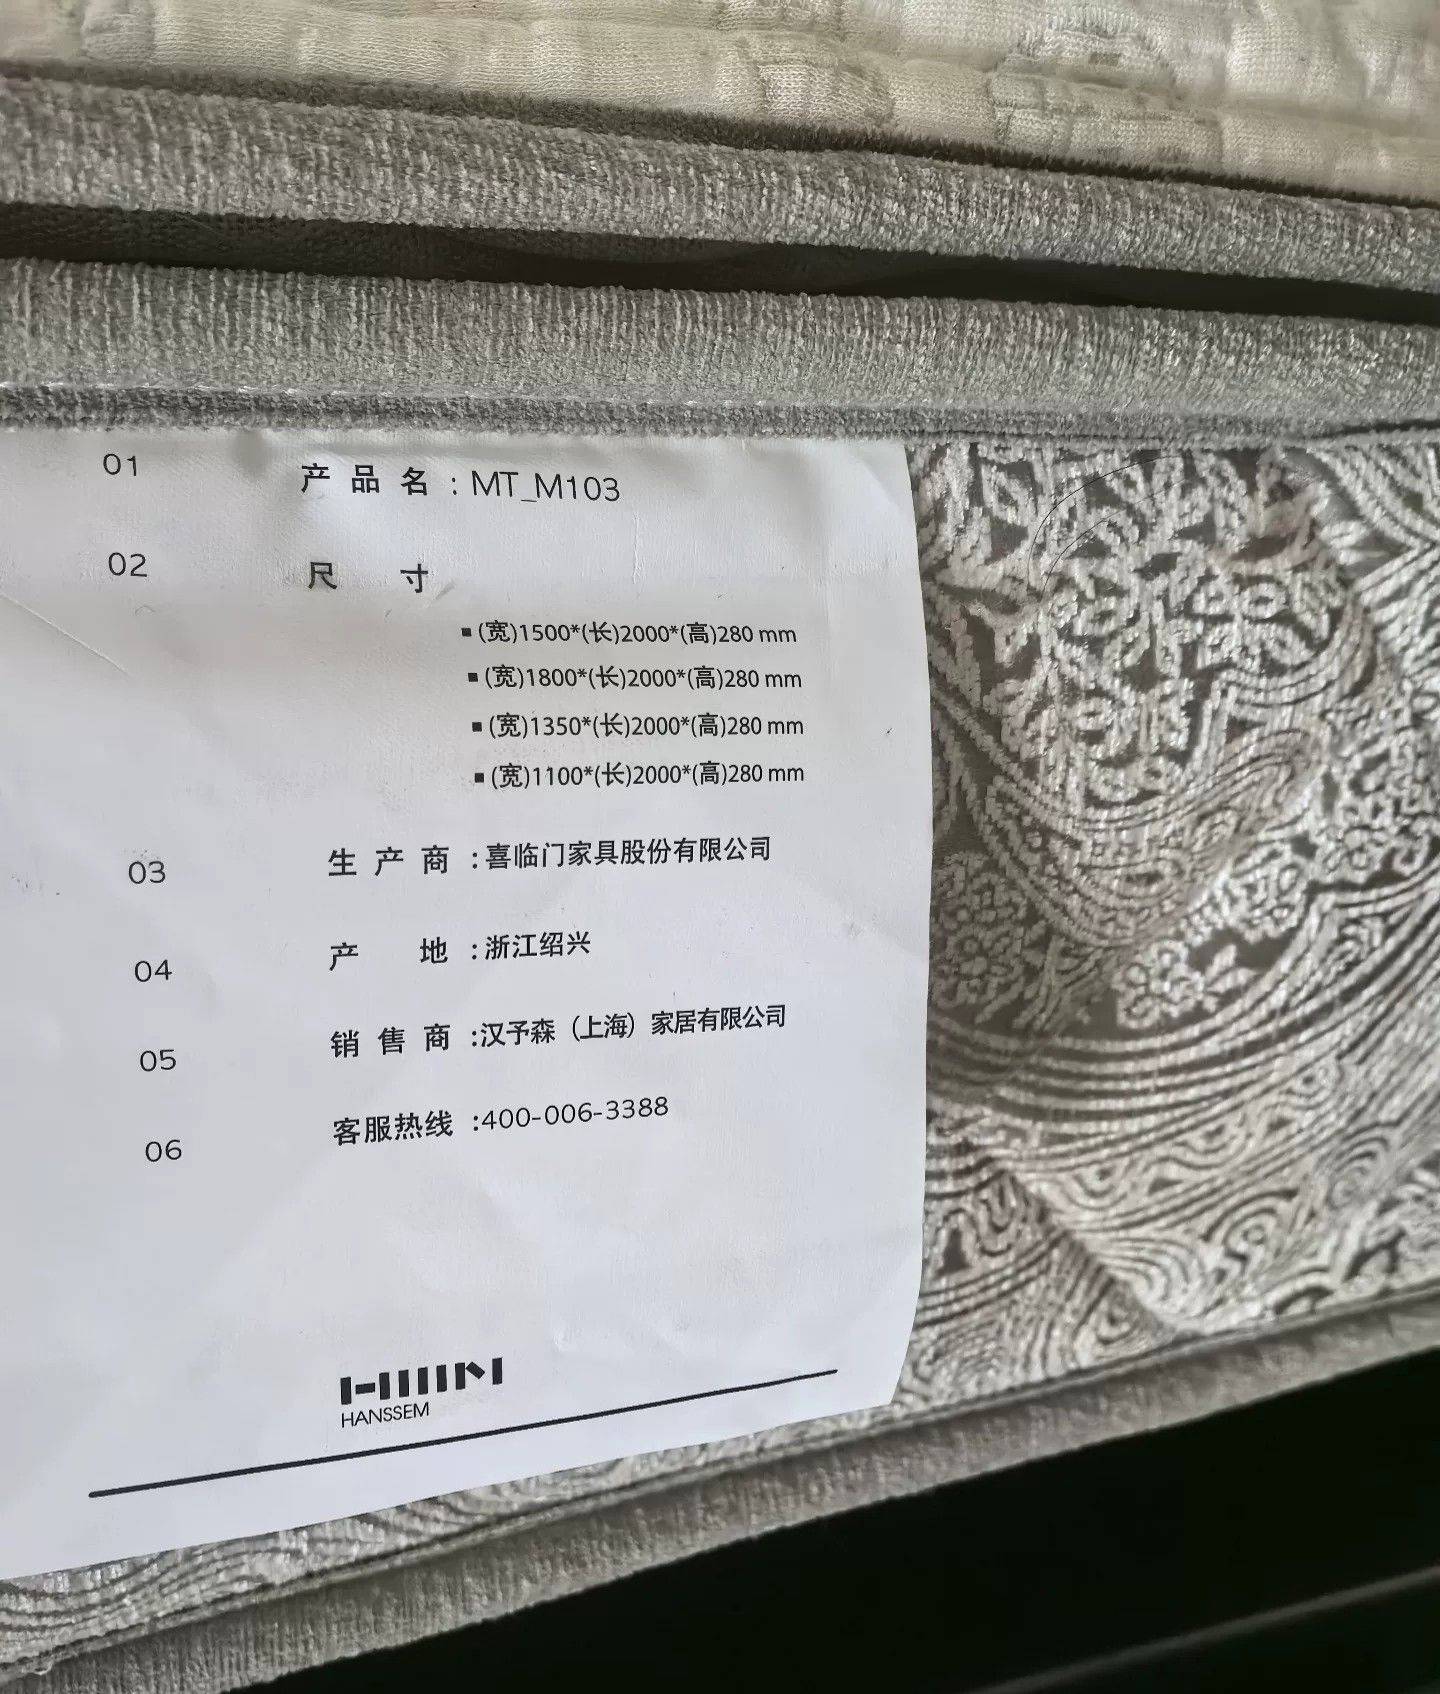 01 产品名:MT_M103
02 尺寸
▪(宽)1500*(长)2000*(高)280 mm
▪(宽)1800*(长)2000*(高)280 mm
▪(宽)1350*(长)2000*(高)280 mm
▪(宽)1100*(长)2000*(高)280 mm
03 生产商:喜临门家具股份有限公司
04 产地:浙江绍兴
05 销售商:汉予森（上海）家居有限公司
06 客服热线:400-006-3388
HANSSEM